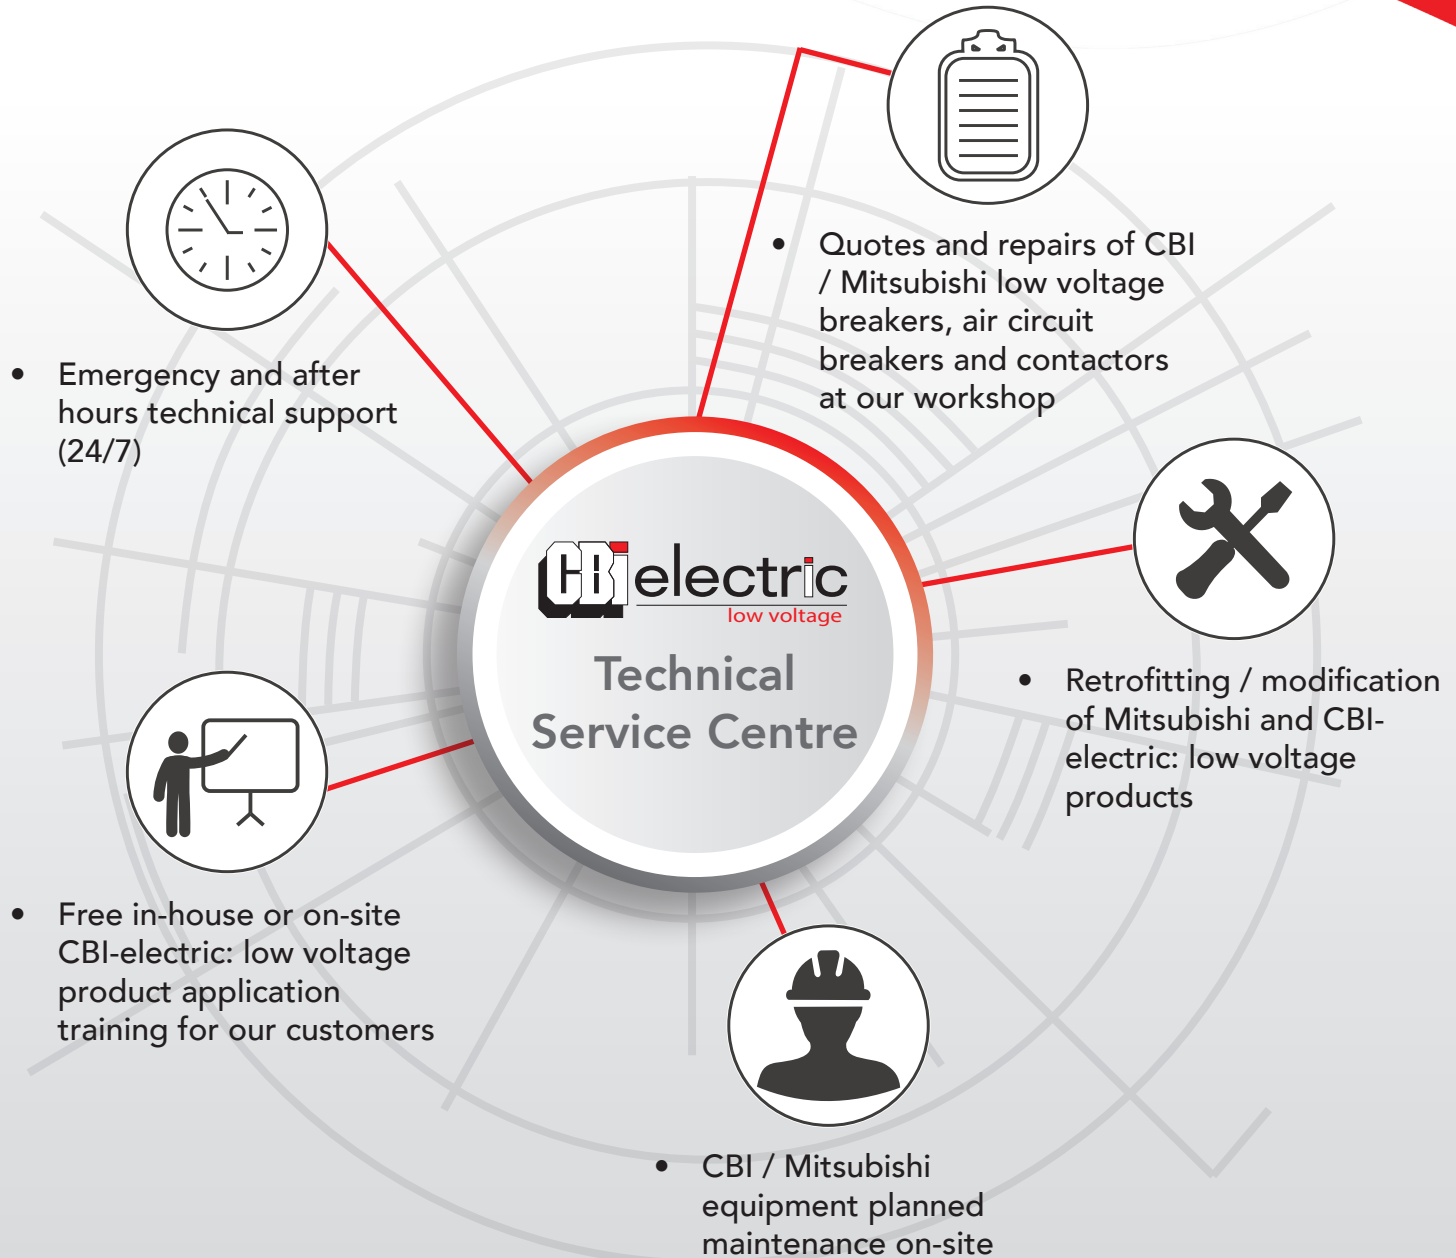 • Quotes and repairs of CBI
/ Mitsubishi low voltage
breakers, air circuit
breakers and contactors
at our workshop
• Emergency and after
hours technical support
(24/7)
CBi electric
low voltage
Technical
Service Centre
• Retrofitting / modification
of Mitsubishi and CBI-
electric: low voltage
products
• Free in-house or on-site
CBI-electric: low voltage
product application
training for our customers
• CBI / Mitsubishi
equipment planned
maintenance on-site